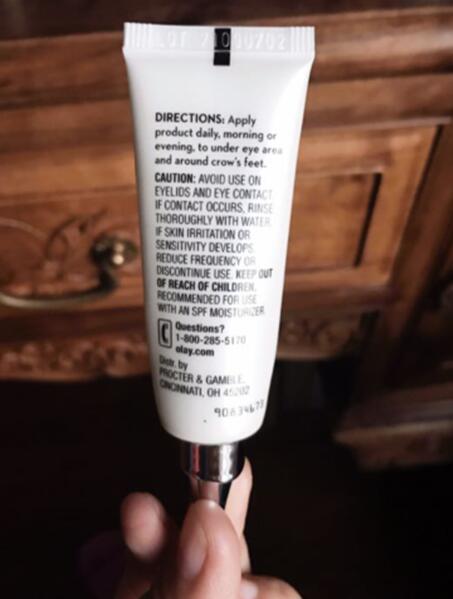 DIRECTIONS: Apply
product daily, morning or
evening, to under eye area
and around crow's feet.
CAUTION: AVOID USE ON
EYELIDS AND EYE CONTACT.
IF CONTACT OCCURS, RINSE
THOROUGHLY WITH WATER.
IF SKIN IRRITATION OR
SENSITIVITY DEVELOPS,
REDUCE FREQUENCY OR
DISCONTINUE USE. KEEP OUT
OF REACH OF CHILDREN.
RECOMMENDED FOR USE
WITH AN SPF MOISTURIZER.
Questions?
1-800-285-5170
olay.com
Distr. by
PROCTER & GAMBLE,
CINCINNATI, OH 45202